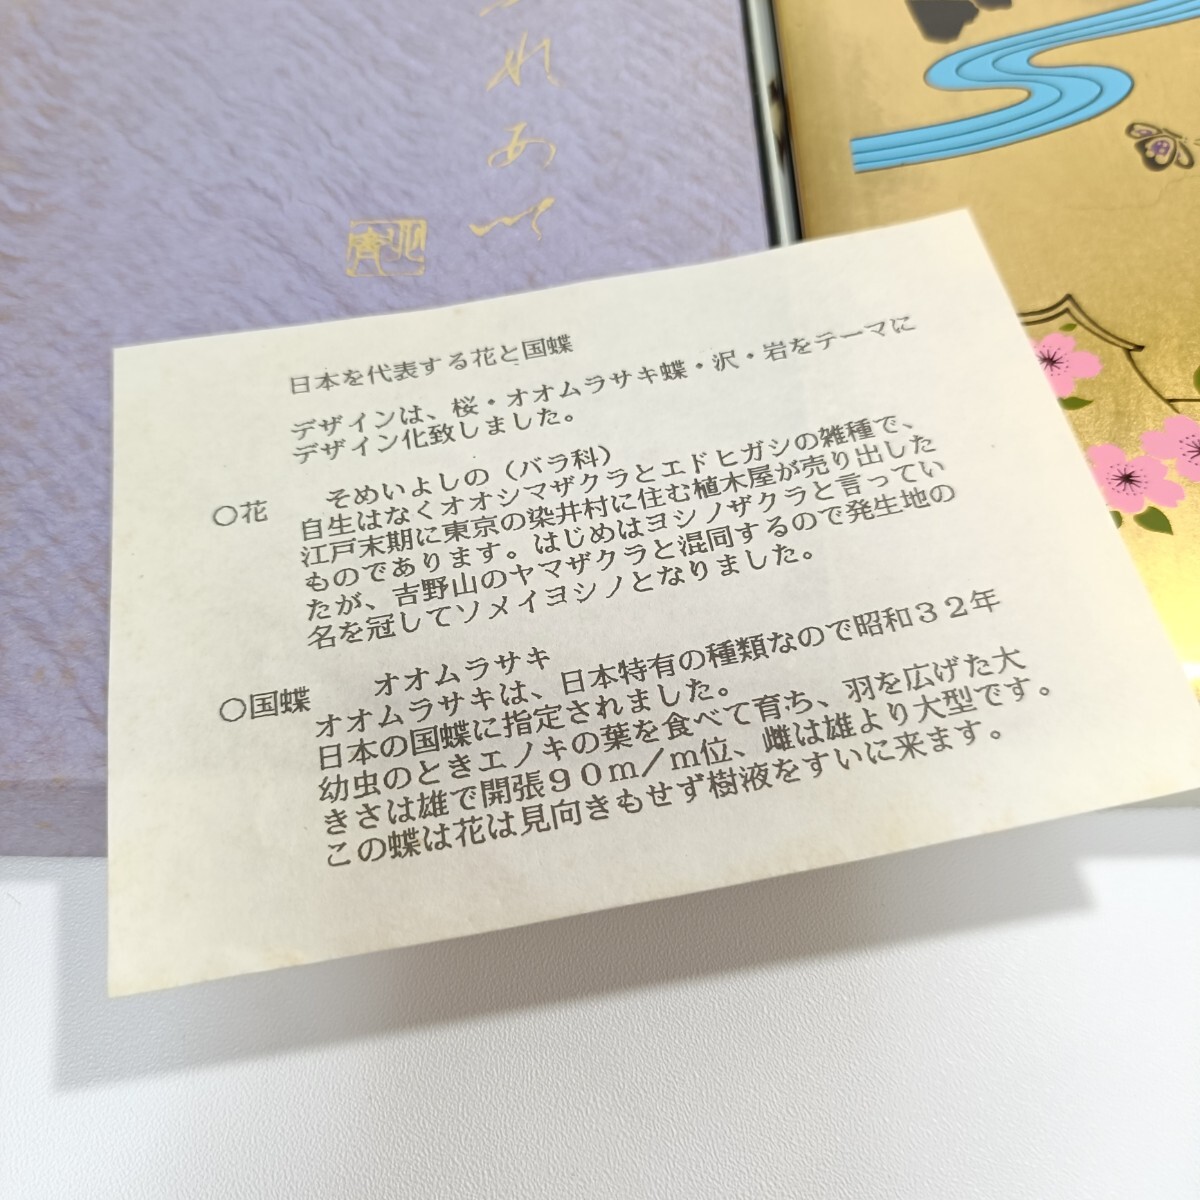 れあい
日本を代表する花と国蝶
デザインは、桜・オオムラサキ蝶・沢・岩をテーマに
デザイン化致しました。
○花　そめいよしの（バラ科）
自生はなくオオシマザクラとエドヒガシの雑種で、
江戸末期に東京の染井村に住む植木屋が売り出した
ものであります。はじめはヨシノザクラと言ってい
たが、吉野山のヤマザクラと混同するので発生地の
名を冠してソメイヨシノとなりました。
○国蝶　オオムラサキ
オオムラサキは、日本特有の種類なので昭和３２年
日本の国蝶に指定されました。
幼虫のときエノキの葉を食べて育ち、羽を広げた大
きさは雄で開張９０ｍ／ｍ位、雌は雄より大型です。
この蝶は花は見向きもせず樹液をすいに来ます。